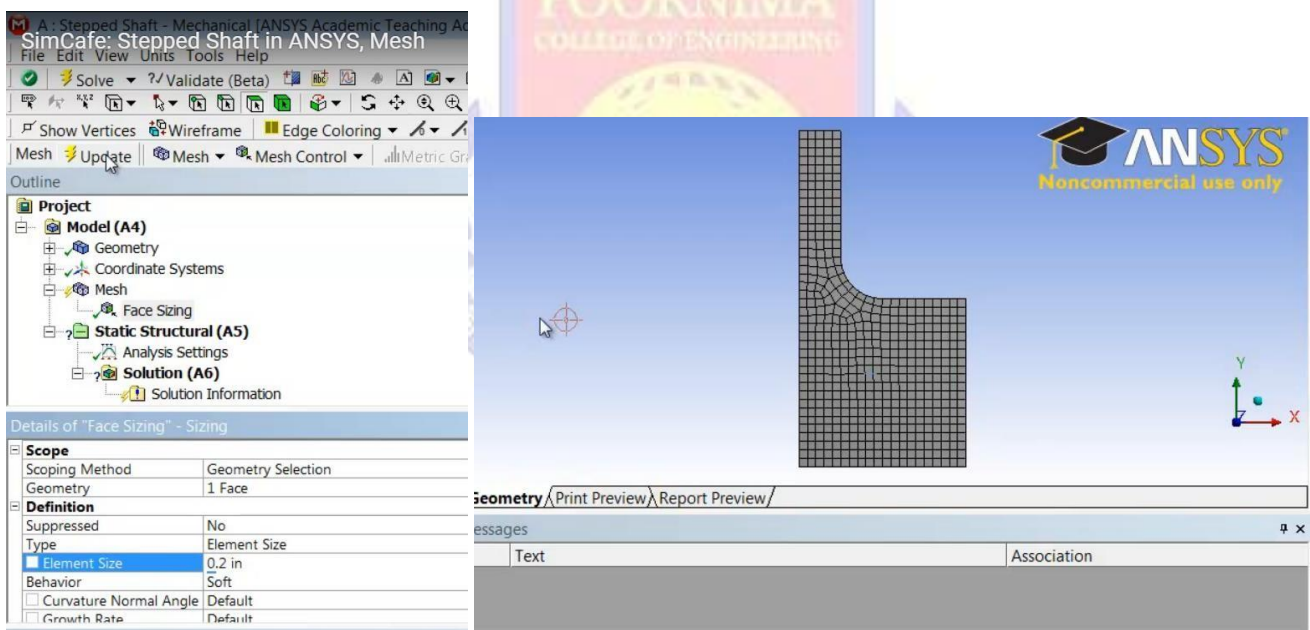 POORNIMA
COLLEGE OF ENGINEERING
A : Stepped Shaft - Mechanical [ANSYS Academic Teaching Ac
SimCafe: Stepped Shaft in ANSYS, Mesh
File Edit View Units Tools Help
Solve ?/ Validate (Beta)
Show Vertices Wireframe Edge Coloring
Mesh Update Mesh Mesh Control Metric Gr
Outline
Project
Model (A4)
Geometry
Coordinate Systems
Mesh
Face Sizing
Static Structural (A5)
Analysis Settings
Solution (A6)
Solution Information
Details of "Face Sizing" - Sizing
Scope
Scoping Method Geometry Selection
Geometry 1 Face
Definition
Suppressed No
Type Element Size
Element Size 0.2 in
Behavior Soft
Curvature Normal Angle Default
Growth Rate Default
ANSYS
Noncommercial use only
Y
Z X
Geometry Print Preview Report Preview
essages
Text Association